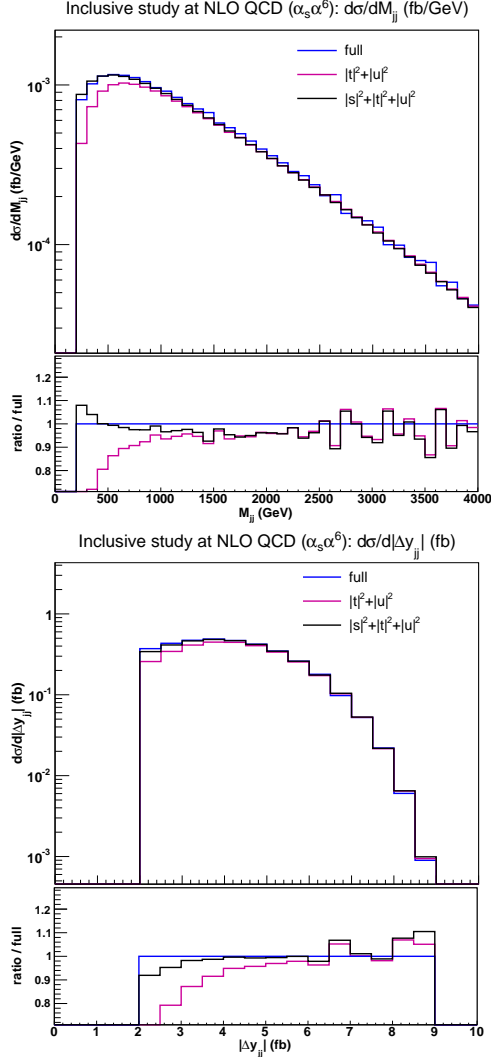 Inclusive study at NLO QCD (αₛα⁶): dσ/dMⱼⱼ (fb/GeV)
full
|t|²+|u|²
|s|²+|t|²+|u|²
dσ/dMⱼⱼ (fb/GeV)
10⁻³
10⁻⁴
ratio / full
1.2
1.1
1
0.9
0.8
0 500 1000 1500 2000 2500 3000 3500 4000
Mⱼⱼ (GeV)
Inclusive study at NLO QCD (αₛα⁶): dσ/d|Δyⱼⱼ| (fb)
full
|t|²+|u|²
|s|²+|t|²+|u|²
dσ/d|Δyⱼⱼ| (fb)
1
10⁻¹
10⁻²
10⁻³
ratio / full
1.2
1.1
1
0.9
0.8
0 1 2 3 4 5 6 7 8 9 10
|Δyⱼⱼ| (fb)